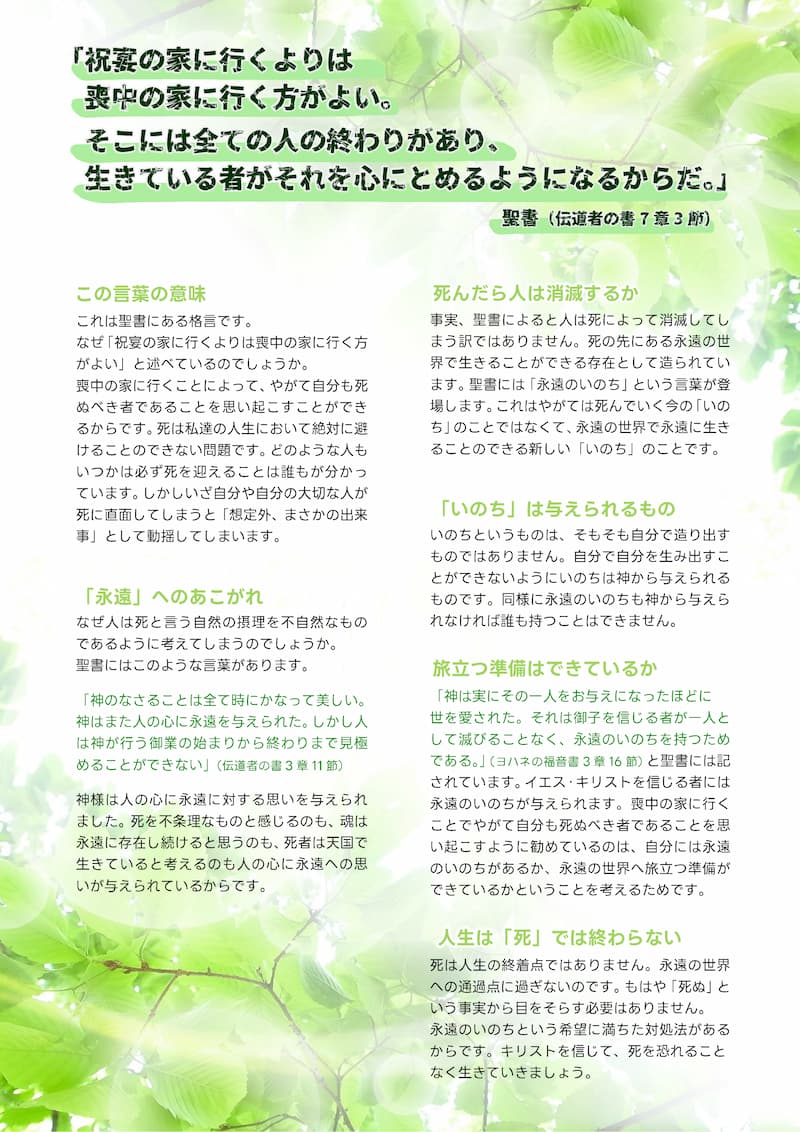 「祝宴の家に行くよりは
喪中の家に行く方がよい。
そこには全ての人の終わりがあり、
生きている者がそれを心にとめるようになるからだ。」
聖書（伝道者の書７章３節）
この言葉の意味
これは聖書にある格言です。
なぜ「祝宴の家に行くよりは喪中の家に行く方
がよい」と述べているのでしょうか。
喪中の家に行くことによって、やがて自分も死
ぬべき者であることを思い起こすことができ
るからです。死は私達の人生において絶対に避
けることのできない問題です。どのような人も
いつかは必ず死を迎えることは誰もが分かっ
ています。しかしいざ自分や自分の大切な人が
死に直面してしまうと「想定外、まさかの出来
事」として動揺してしまいます。
「永遠」へのあこがれ
なぜ人は死と言う自然の摂理を不自然なもの
であるように考えてしまうのでしょうか。
聖書にはこのような言葉があります。
「神のなさることは全て時にかなって美しい。
神はまた人の心に永遠を与えられた。しかし人
は神が行う御業の始まりから終わりまで見極
めることができない」（伝道者の書３章11節）
神様は人の心に永遠に対する思いを与えられ
ました。死を不条理なものと感じるのも、魂は
永遠に存在し続けると思うのも、死者は天国で
生きていると考えるのも人の心に永遠への思
いが与えられているからです。
死んだら人は消滅するか
事実、聖書によると人は死によって消滅してし
まう訳ではありません。死の先にある永遠の世
界で生きることができる存在として造られてい
ます。聖書には「永遠のいのち」という言葉が登
場します。これはやがては死んでいく今の「いの
ち」のことではなくて、永遠の世界で永遠に生き
ることのできる新しい「いのち」のことです。
「いのち」は与えられるもの
いのちというものは、そもそも自分で造り出す
ものではありません。自分で自分を生み出すこ
とができないようにいのちは神から与えられる
ものです。同様に永遠のいのちも神から与えら
れなければ誰も持つことはできません。
旅立つ準備はできているか
「神は実にその一人をお与えになったほどに
世を愛された。それは御子を信じる者が一人と
して滅びることなく、永遠のいのちを持つため
である。」（ヨハネの福音書３章16節）と聖書には記
されています。イエス・キリストを信じる者には
永遠のいのちが与えられます。喪中の家に行く
ことでやがて自分も死ぬべき者であることを思
い起こすように勧めているのは、自分には永遠
のいのちがあるか、永遠の世界へ旅立つ準備が
できているかということを考えるためです。
人生は「死」では終わらない
死は人生の終着点ではありません。永遠の世界
への通過点に過ぎないのです。もはや「死ぬ」と
いう事実から目をそらす必要はありません。
永遠のいのちという希望に満ちた対処法がある
からです。キリストを信じて、死を恐れること
なく生きていきましょう。